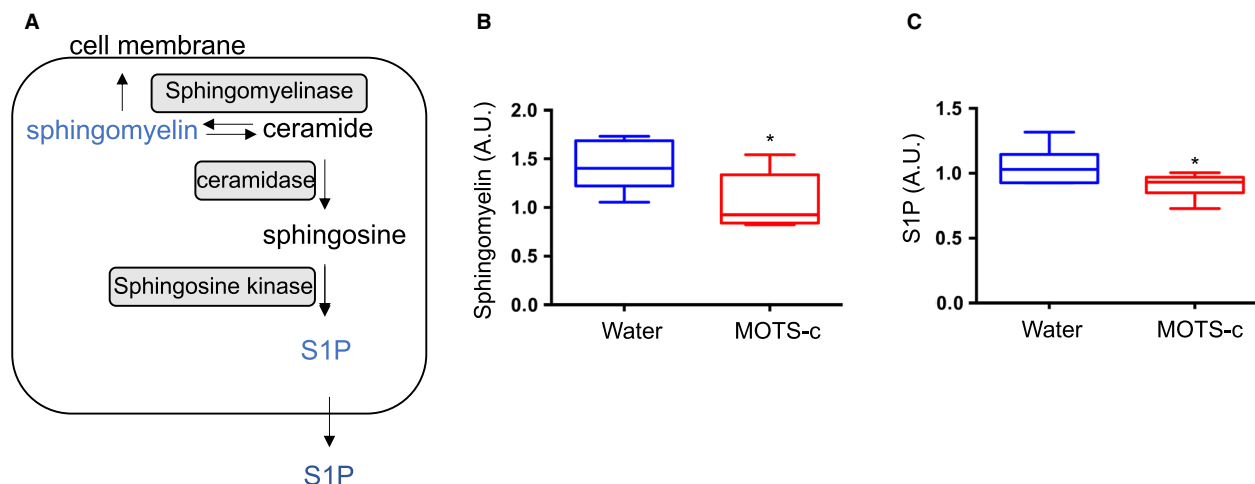 A
cell membrane
Sphingomyelinase
sphingomyelin
ceramide
ceramidase
sphingosine
Sphingosine kinase
S1P
S1P
B
Sphingomyelin (A.U.)
2.0
1.5
1.0
0.5
0.0
*
Water
MOTS-c
C
S1P (A.U.)
1.5
1.0
0.5
0.0
*
Water
MOTS-c